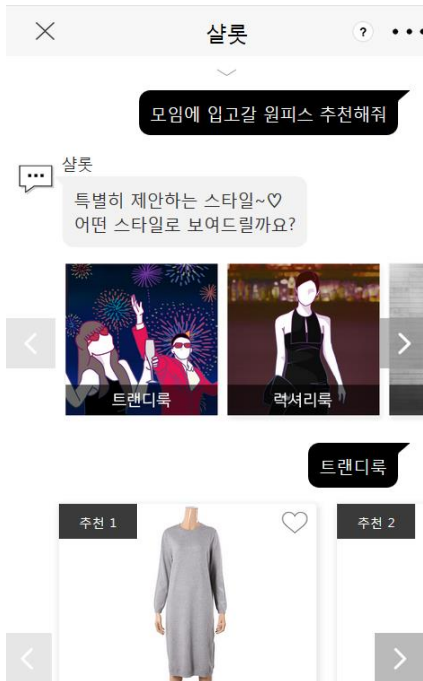 샬롯
?
모임에 입고갈 원피스 추천해줘
샬롯
특별히 제안하는 스타일~♡
어떤 스타일로 보여드릴까요?
트랜디룩
럭셔리룩
트랜디룩
추천 1
추천 2